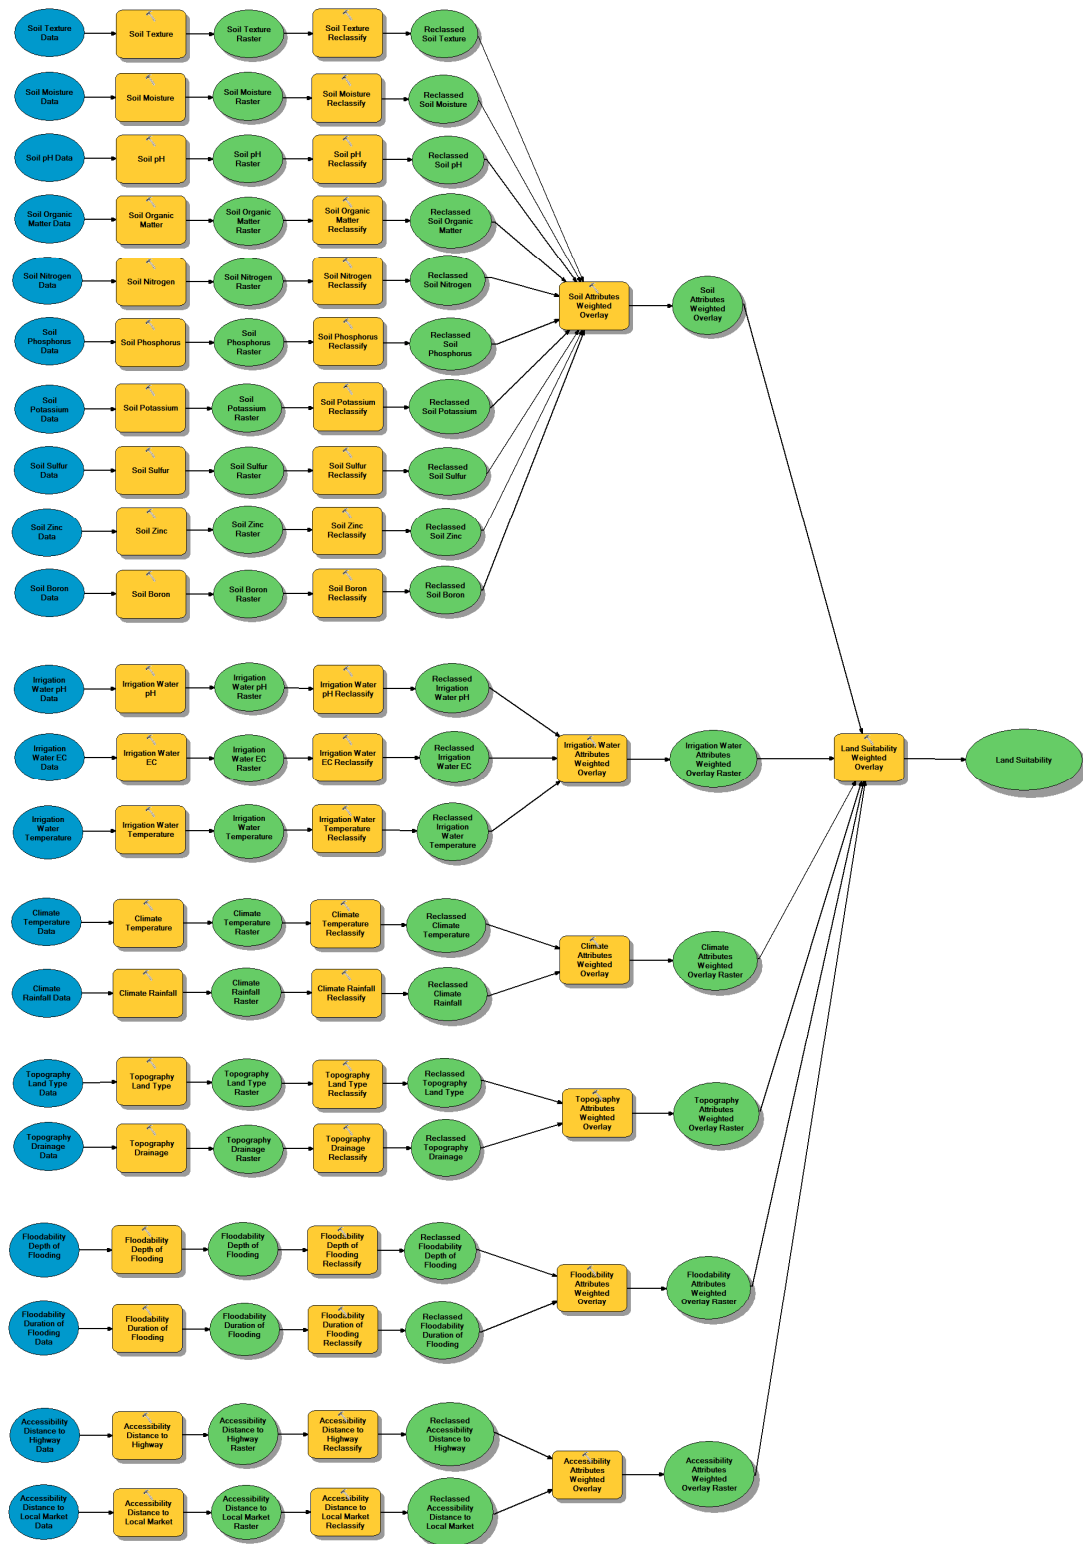 Soil Texture
Data
Soil Texture
Soil Texture
Raster
Soil Texture
Reclassify
Reclassed
Soil Texture
Soil Moisture
Data
Soil Moisture
Soil Moisture
Raster
Soil Moisture
Reclassify
Reclassed
Soil Moisture
Soil pH Data
Soil pH
Soil pH
Raster
Soil pH
Reclassify
Reclassed
Soil pH
Soil Organic
Matter Data
Soil Organic
Matter
Soil Organic
Matter
Raster
Soil Organic
Matter
Reclassify
Reclassed
Soil Organic
Matter
Soil Nitrogen
Data
Soil Nitrogen
Soil Nitrogen
Raster
Soil Nitrogen
Reclassify
Reclassed
Soil Nitrogen
Soil Attributes
Weighted
Overlay
Soil
Attributes
Weighted
Overlay
Soil
Phosphorus
Data
Soil Phosphorus
Soil
Phosphorus
Raster
Soil Phosphorus
Reclassify
Reclassed
Soil
Phosphorus
Soil
Potassium
Data
Soil Potassium
Soil
Potassium
Raster
Soil Potassium
Reclassify
Reclassed
Soil Potassium
Soil Sulfur
Data
Soil Sulfur
Soil Sulfur
Raster
Soil Sulfur
Reclassify
Reclassed
Soil Sulfur
Soil Zinc
Data
Soil Zinc
Soil Zinc
Raster
Soil Zinc
Reclassify
Reclassed
Soil Zinc
Soil Boron
Data
Soil Boron
Soil Boron
Raster
Soil Boron
Reclassify
Reclassed
Soil Boron
Irrigation
Water pH
Data
Irrigation Water
pH
Irrigation
Water pH
Raster
Irrigation Water
pH Reclassify
Reclassed
Irrigation
Water pH
Irrigation
Water EC
Data
Irrigation Water
EC
Irrigation
Water EC
Raster
Irrigation Water
EC Reclassify
Reclassed
Irrigation
Water EC
Irrigation Water
Attributes
Weighted
Overlay
Irrigation Water
Attributes
Weighted
Overlay Raster
Land Suitability
Weighted
Overlay
Land Suitability
Irrigation
Water
Temperature
Irrigation Water
Temperature
Irrigation
Water
Temperature
Irrigation Water
Temperature
Reclassify
Reclassed
Irrigation
Water
Temperature
Climate
Temperature
Data
Climate
Temperature
Climate
Temperature
Raster
Climate
Temperature
Reclassify
Reclassed
Climate
Temperature
Climate
Attributes
Weighted
Overlay
Climate
Attributes
Weighted
Overlay Raster
Climate
Rainfall Data
Climate Rainfall
Climate
Rainfall
Raster
Climate Rainfall
Reclassify
Reclassed
Climate
Rainfall
Topography
Land Type
Data
Topography
Land Type
Topography
Land Type
Raster
Topography
Land Type
Reclassify
Reclassed
Topography
Land Type
Topography
Attributes
Weighted
Overlay
Topography
Attributes
Weighted
Overlay Raster
Topography
Drainage
Data
Topography
Drainage
Topography
Drainage
Raster
Topography
Drainage
Reclassify
Reclassed
Topography
Drainage
Floodability
Depth of
Flooding
Floodability
Depth of
Flooding
Floodability
Depth of
Flooding
Floodability
Depth of
Flooding
Reclassify
Reclassed
Floodability
Depth of
Flooding
Floodability
Attributes
Weighted
Overlay
Floodability
Attributes
Weighted
Overlay Raster
Floodability
Duration of
Flooding
Data
Floodability
Duration of
Flooding
Floodability
Duration of
Flooding
Floodability
Duration of
Flooding
Reclassify
Reclassed
Floodability
Duration of
Flooding
Accessibility
Distance to
Highway
Data
Accessibility
Distance to
Highway
Accessibility
Distance to
Highway
Raster
Accessibility
Distance to
Highway
Reclassify
Reclassed
Accessibility
Distance to
Highway
Accessibility
Attributes
Weighted
Overlay
Accessibility
Attributes
Weighted
Overlay Raster
Accessibility
Distance to
Local Market
Data
Accessibility
Distance to
Local Market
Accessibility
Distance to
Local Market
Raster
Accessibility
Distance to
Local Market
Reclassify
Reclassed
Accessibility
Distance to
Local Market